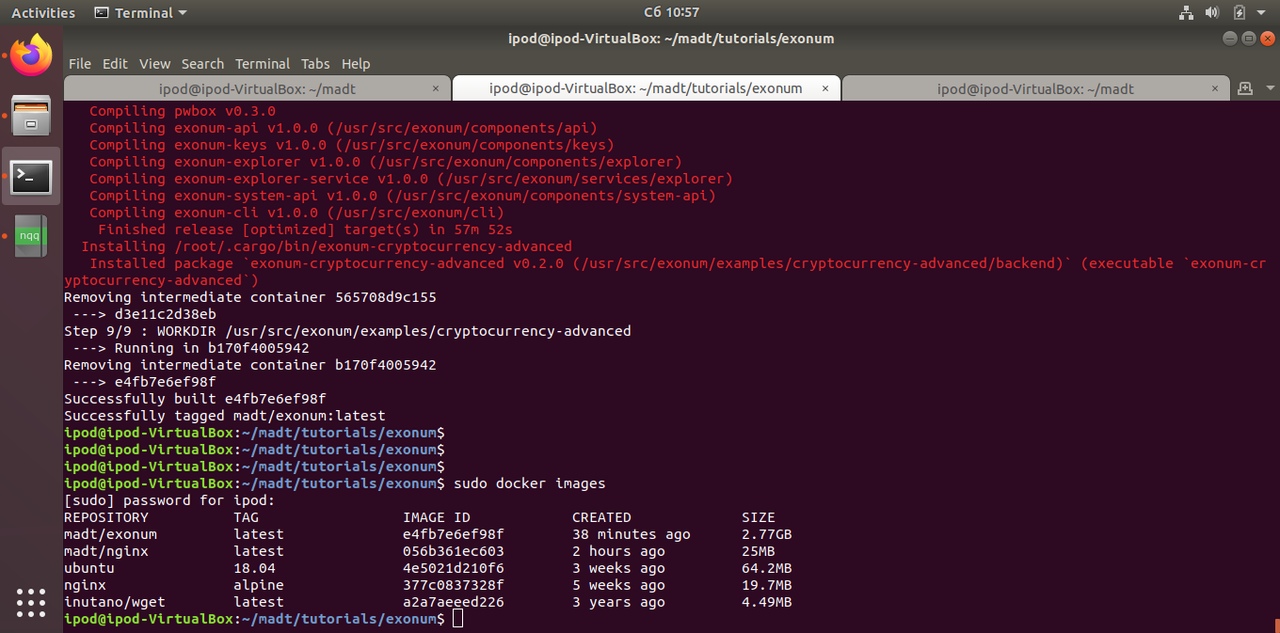 Activities Terminal Сб 10:57
ipod@ipod-VirtualBox: ~/madt/tutorials/exonum
File Edit View Search Terminal Tabs Help
ipod@ipod-VirtualBox: ~/madt × ipod@ipod-VirtualBox: ~/madt/tutorials/exonum × ipod@ipod-VirtualBox: ~/madt ×
Compiling pwbox v0.3.0
Compiling exonum-api v1.0.0 (/usr/src/exonum/components/api)
Compiling exonum-keys v1.0.0 (/usr/src/exonum/components/keys)
Compiling exonum-explorer v1.0.0 (/usr/src/exonum/components/explorer)
Compiling exonum-explorer-service v1.0.0 (/usr/src/exonum/services/explorer)
Compiling exonum-system-api v1.0.0 (/usr/src/exonum/components/system-api)
Compiling exonum-cli v1.0.0 (/usr/src/exonum/cli)
Finished release [optimized] target(s) in 57m 52s
Installing /root/.cargo/bin/exonum-cryptocurrency-advanced
Installed package `exonum-cryptocurrency-advanced v0.2.0 (/usr/src/exonum/examples/cryptocurrency-advanced/backend)` (executable `exonum-cr
yptocurrency-advanced`)
Removing intermediate container 565708d9c155
---> d3e11c2d38eb
Step 9/9 : WORKDIR /usr/src/exonum/examples/cryptocurrency-advanced
---> Running in b170f4005942
Removing intermediate container b170f4005942
---> e4fb7e6ef98f
Successfully built e4fb7e6ef98f
Successfully tagged madt/exonum:latest
ipod@ipod-VirtualBox:~/madt/tutorials/exonum$
ipod@ipod-VirtualBox:~/madt/tutorials/exonum$
ipod@ipod-VirtualBox:~/madt/tutorials/exonum$
ipod@ipod-VirtualBox:~/madt/tutorials/exonum$ sudo docker images
[sudo] password for ipod:
REPOSITORY TAG IMAGE ID CREATED SIZE
madt/exonum latest e4fb7e6ef98f 38 minutes ago 2.77GB
madt/nginx latest 056b361ec603 2 hours ago 25MB
ubuntu 18.04 4e5021d210f6 3 weeks ago 64.2MB
nginx alpine 377c0837328f 5 weeks ago 19.7MB
inutano/wget latest a2a7aeeed226 3 years ago 4.49MB
ipod@ipod-VirtualBox:~/madt/tutorials/exonum$
nqq